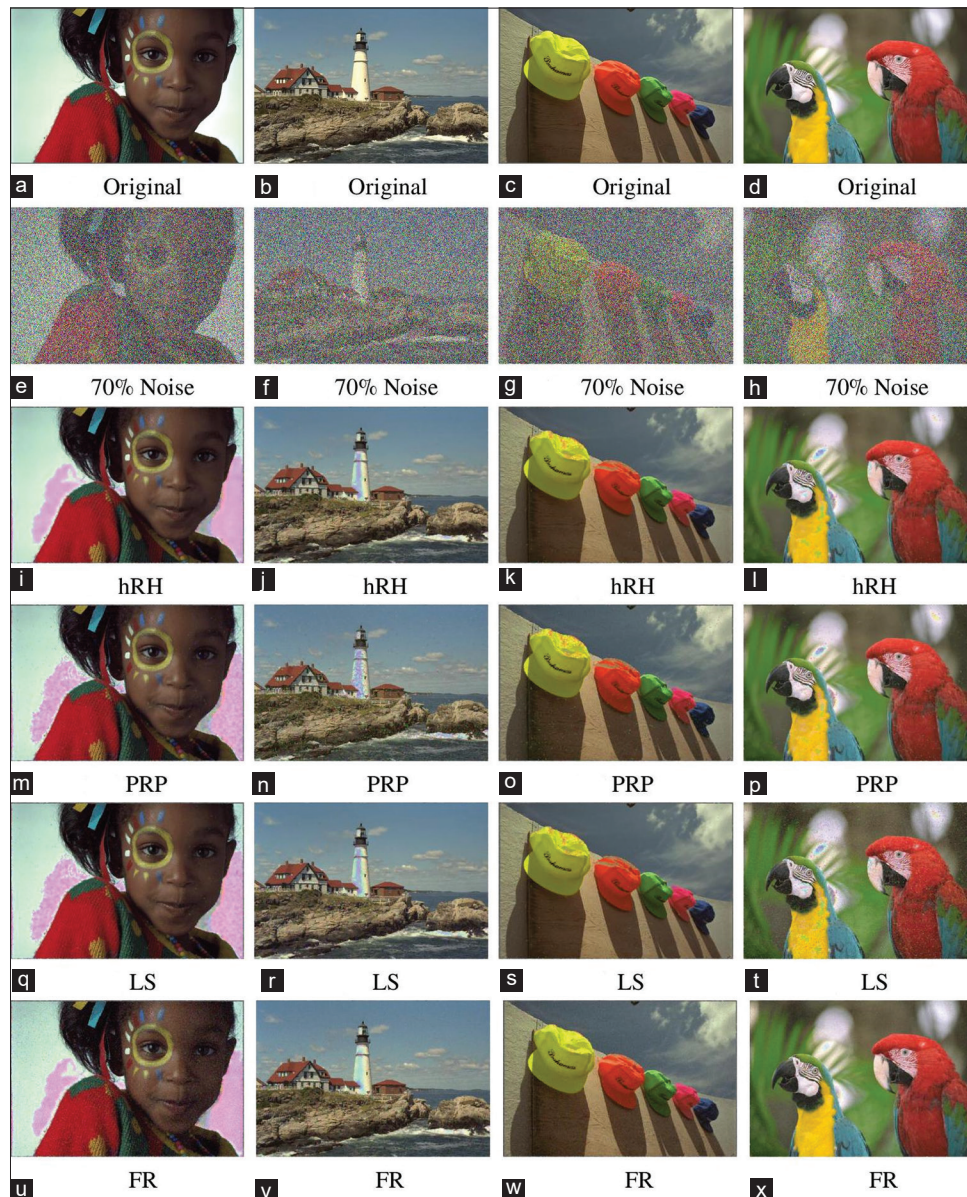 a Original b Original c Original d Original
e 70% Noise f 70% Noise g 70% Noise h 70% Noise
i hRH j hRH k hRH l hRH
m PRP n PRP o PRP p PRP
q LS r LS s LS t LS
u FR v FR w FR x FR